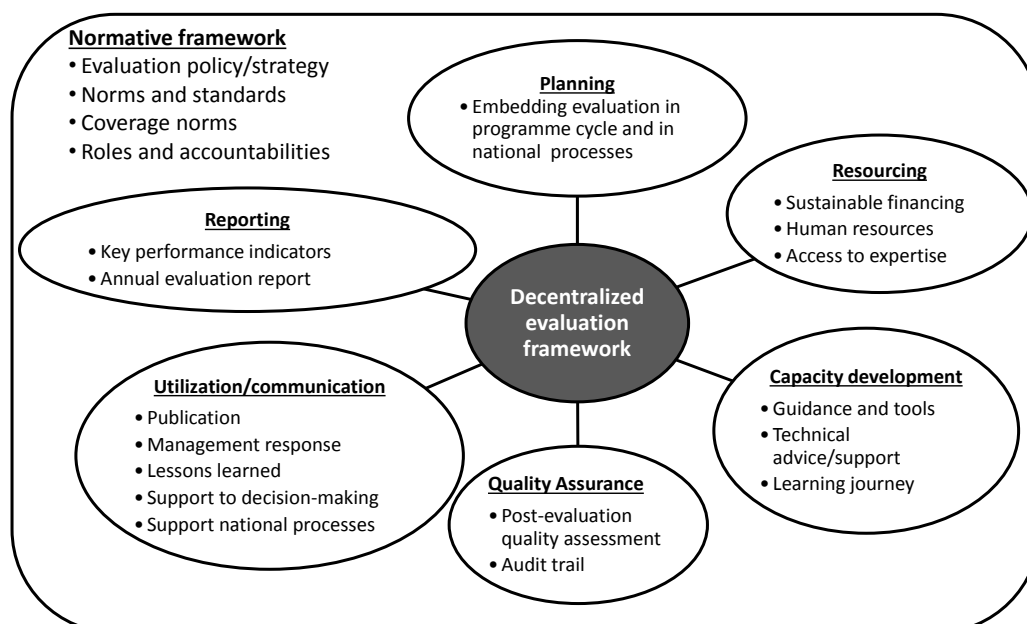 Normative framework
• Evaluation policy/strategy
• Norms and standards
• Coverage norms
• Roles and accountabilities
Planning
• Embedding evaluation in
programme cycle and in
national processes
Resourcing
• Sustainable financing
• Human resources
• Access to expertise
Reporting
• Key performance indicators
• Annual evaluation report
Decentralized
evaluation
framework
Utilization/communication
• Publication
• Management response
• Lessons learned
• Support to decision-making
• Support national processes
Quality Assurance
• Post-evaluation
quality assessment
• Audit trail
Capacity development
• Guidance and tools
• Technical
advice/support
• Learning journey